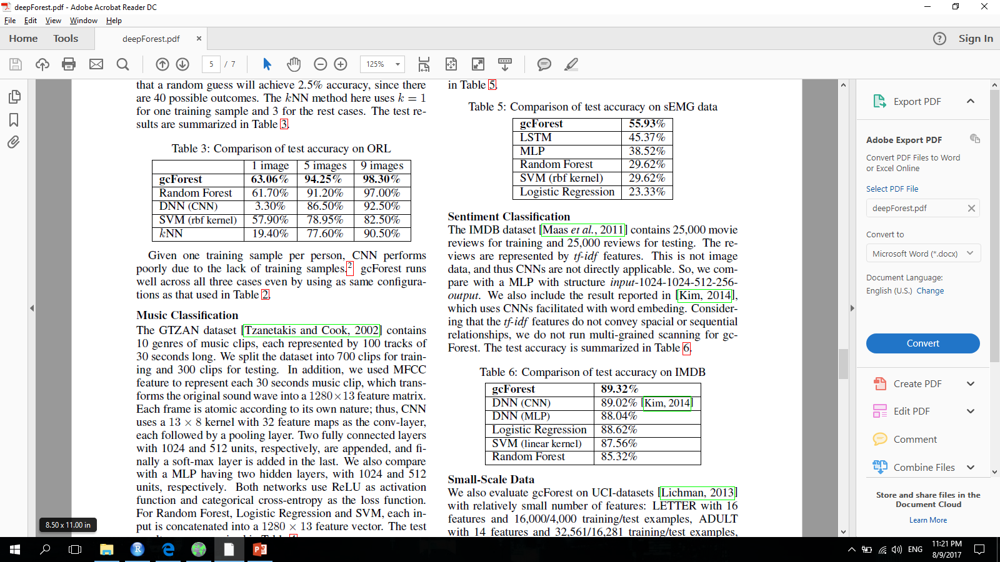 deepForest.pdf - Adobe Acrobat Reader DC
File Edit View Window Help
Home Tools deepForest.pdf × Sign In
5 / 7 125%
that a random guess will achieve 2.5% accuracy, since there
are 40 possible outcomes. The kNN method here uses k = 1
for one training sample and 3 for the rest cases. The test re-
sults are summarized in Table 3.
Table 3: Comparison of test accuracy on ORL
1 image 5 images 9 images
gcForest 63.06% 94.25% 98.30%
Random Forest 61.70% 91.20% 97.00%
DNN (CNN) 3.30% 86.50% 92.50%
SVM (rbf kernel) 57.90% 78.95% 82.50%
kNN 19.40% 77.60% 90.50%
Given one training sample per person, CNN performs
poorly due to the lack of training samples.2 gcForest runs
well across all three cases even by using as same configura-
tions as that used in Table 2.
Music Classification
The GTZAN dataset [Tzanetakis and Cook, 2002] contains
10 genres of music clips, each represented by 100 tracks of
30 seconds long. We split the dataset into 700 clips for train-
ing and 300 clips for testing. In addition, we used MFCC
feature to represent each 30 seconds music clip, which trans-
forms the original sound wave into a 1280 × 13 feature matrix.
Each frame is atomic according to its own nature; thus, CNN
uses a 13 × 8 kernel with 32 feature maps as the conv-layer,
each followed by a pooling layer. Two fully connected layers
with 1024 and 512 units, respectively, are appended, and fi-
nally a soft-max layer is added in the last. We also compare
with a MLP having two hidden layers, with 1024 and 512
units, respectively. Both networks use ReLU as activation
function and categorical cross-entropy as the loss function.
For Random Forest, Logistic Regression and SVM, each in-
put is concatenated into a 1280 × 13 feature vector. The test
in Table 5.
Table 5: Comparison of test accuracy on sEMG data
gcForest 55.93%
LSTM 45.37%
MLP 38.52%
Random Forest 29.62%
SVM (rbf kernel) 29.62%
Logistic Regression 23.33%
Sentiment Classification
The IMDB dataset [Maas et al., 2011] contains 25,000 movie
reviews for training and 25,000 reviews for testing. The re-
views are represented by tf-idf features. This is not image
data, and thus CNNs are not directly applicable. So, we com-
pare with a MLP with structure input-1024-1024-512-256-
output. We also include the result reported in [Kim, 2014],
which uses CNNs facilitated with word embeding. Consider-
ing that the tf-idf features do not convey spacial or sequential
relationships, we do not run multi-grained scanning for gc-
Forest. The test accuracy is summarized in Table 6.
Table 6: Comparison of test accuracy on IMDB
gcForest 89.32%
DNN (CNN) 89.02% [Kim, 2014]
DNN (MLP) 88.04%
Logistic Regression 88.62%
SVM (linear kernel) 87.56%
Random Forest 85.32%
Small-Scale Data
We also evaluate gcForest on UCI-datasets [Lichman, 2013]
with relatively small number of features: LETTER with 16
features and 16,000/4,000 training/test examples, ADULT
with 14 features and 32,561/16,281 training/test examples,
Export PDF
Adobe Export PDF
Convert PDF Files to Word
or Excel Online
Select PDF File
deepForest.pdf
Convert to
Microsoft Word (*.docx)
Document Language:
English (U.S.) Change
Convert
Create PDF
Edit PDF
Comment
Combine Files
Store and share files in the
Document Cloud
Learn More
8.50 x 11.00 in
ENG
11:21 PM
8/9/2017